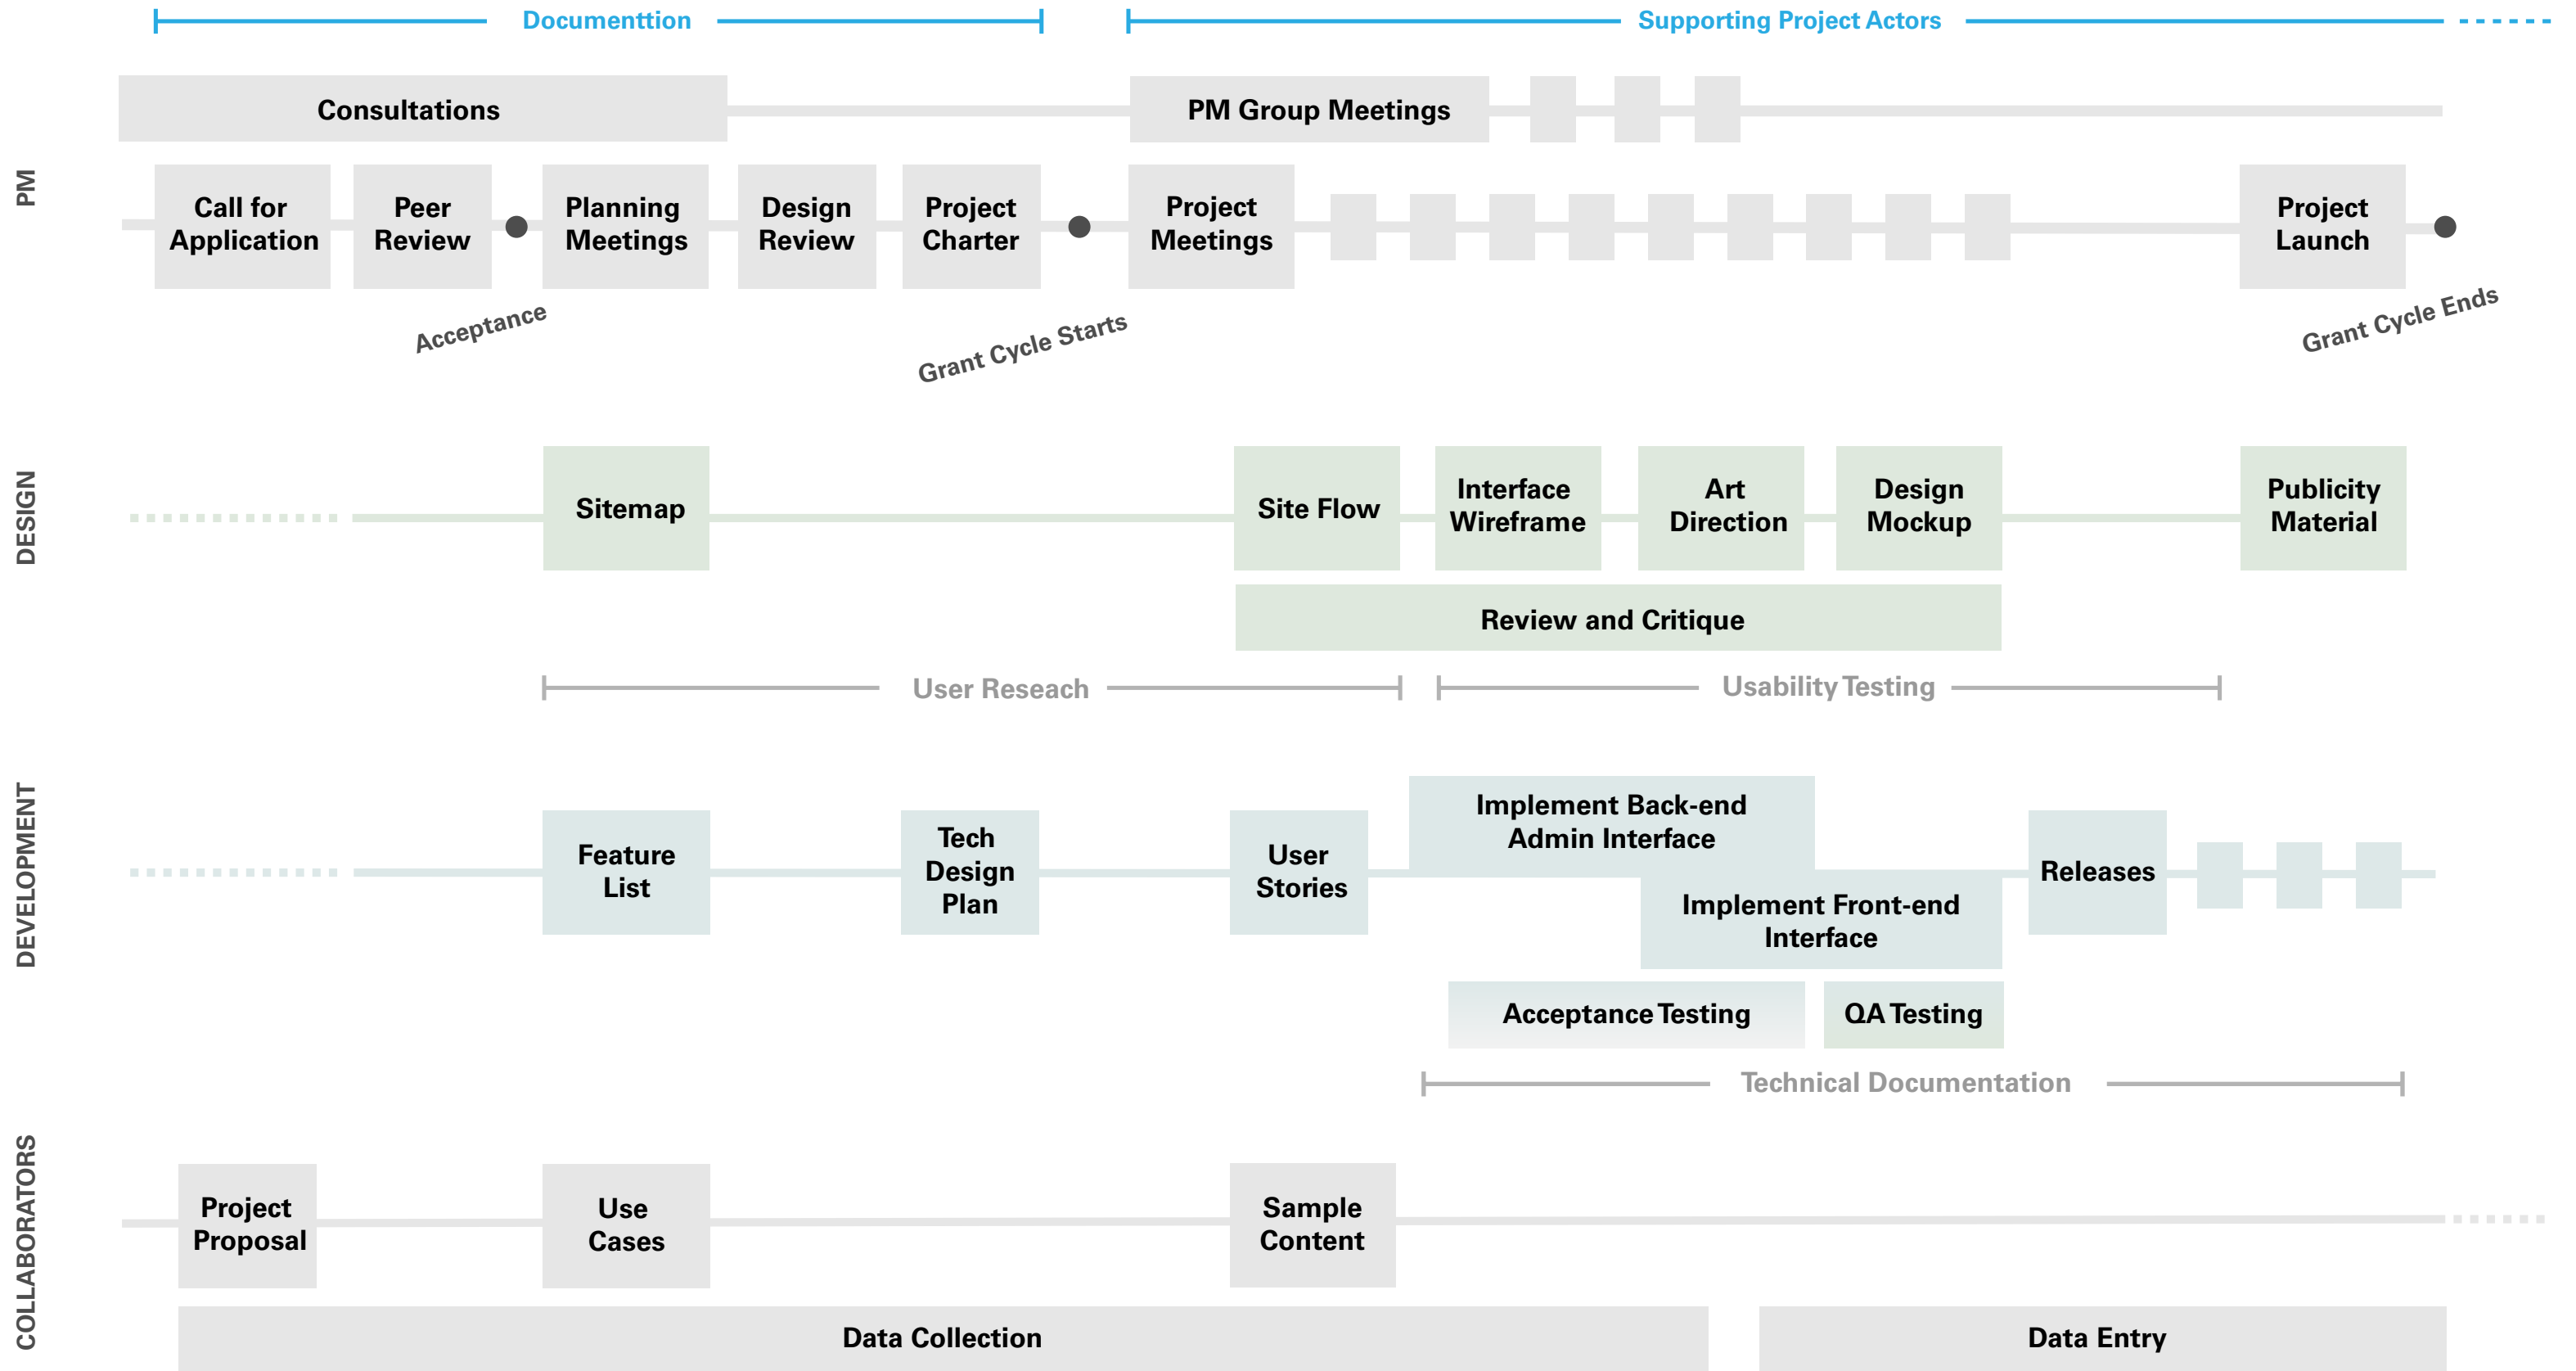 Documenttion
Supporting Project Actors
Consultations
PM Group Meetings
PM
Call for
Application
Peer
Review
Planning
Meetings
Design
Review
Project
Charter
Project
Meetings
Project
Launch
Acceptance
Grant Cycle Starts
Grant Cycle Ends
DESIGN
Sitemap
Site Flow
Interface
Wireframe
Art
Direction
Design
Mockup
Publicity
Material
Review and Critique
User Reseach
Usability Testing
DEVELOPMENT
Feature
List
Tech
Design
Plan
User
Stories
Implement Back-end
Admin Interface
Implement Front-end
Interface
Releases
Acceptance Testing
QA Testing
Technical Documentation
COLLABORATORS
Project
Proposal
Use
Cases
Sample
Content
Data Collection
Data Entry